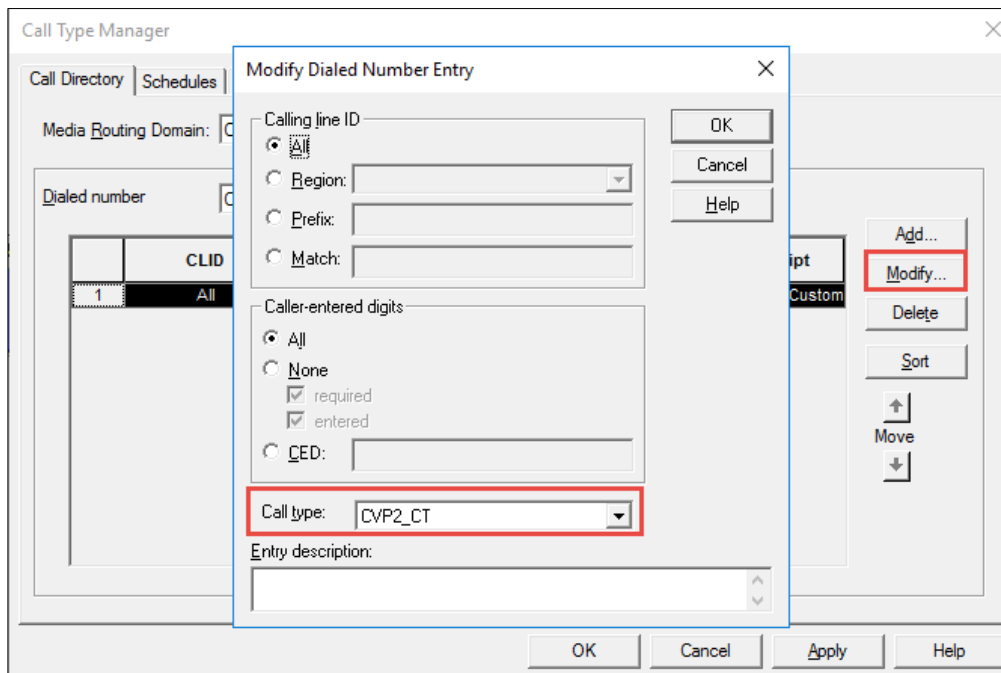 Call Type Manager
Call Directory
Schedules
Media Routing Domain:
Dialed number
CLID
ipt
1
All
Custom
Add...
Modify...
Delete
Sort
Move
Modify Dialed Number Entry
Calling line ID
All
Region:
Prefix:
Match:
OK
Cancel
Help
Caller-entered digits
All
None
required
entered
CED:
Call type:
CVP2_CT
Entry description:
OK
Cancel
Apply
Help